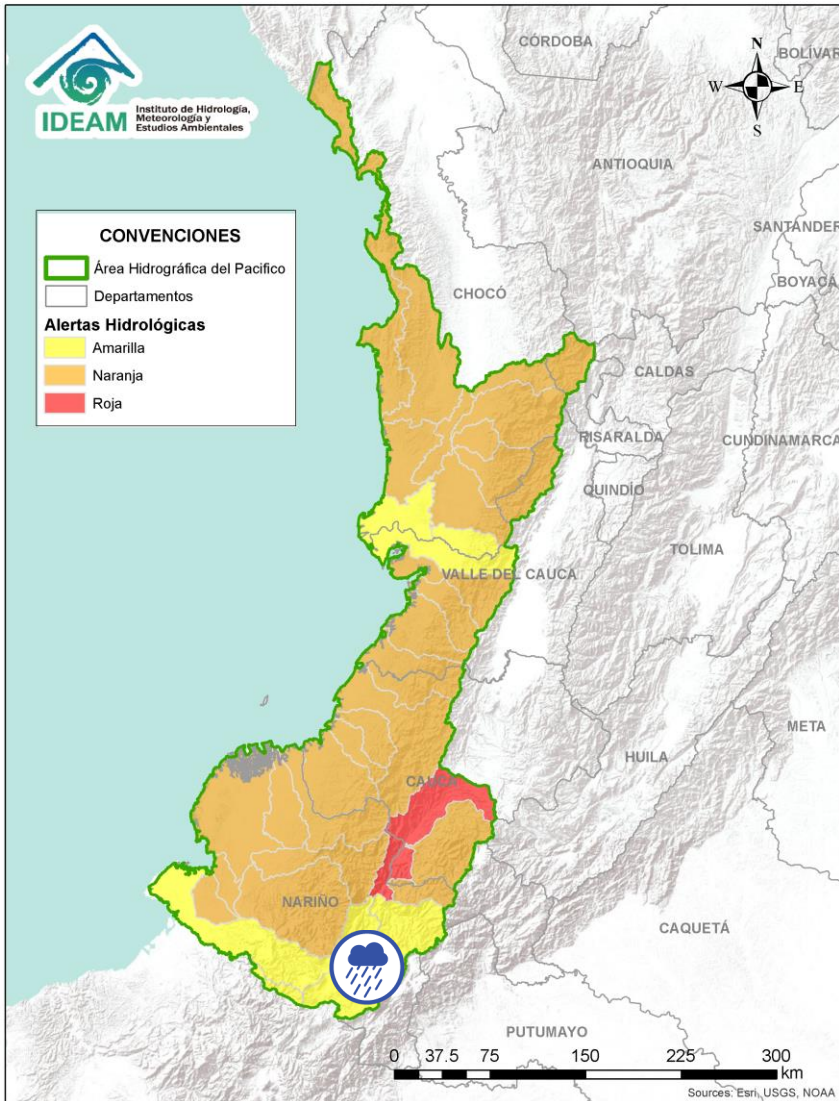 IDEAM
Instituto de Hidrología,
Meteorología y
Estudios Ambientales
CÓRDOBA
BOLÍVAR
N
W
E
S
ANTIOQUIA
SANTANDER
BOYACÁ
CONVENCIONES
Área Hidrográfica del Pacifico
Departamentos
Alertas Hidrológicas
Amarilla
Naranja
Roja
CHOCÓ
CALDAS
RISARALDA
CUNDINAMARCA
QUINDÍO
TOLIMA
VALLE DEL CAUCA
META
HUILA
CAUCA
NARIÑO
CAQUETÁ
PUTUMAYO
0 37.5 75 150 225 300
km
Sources: Esri, USGS, NOAA